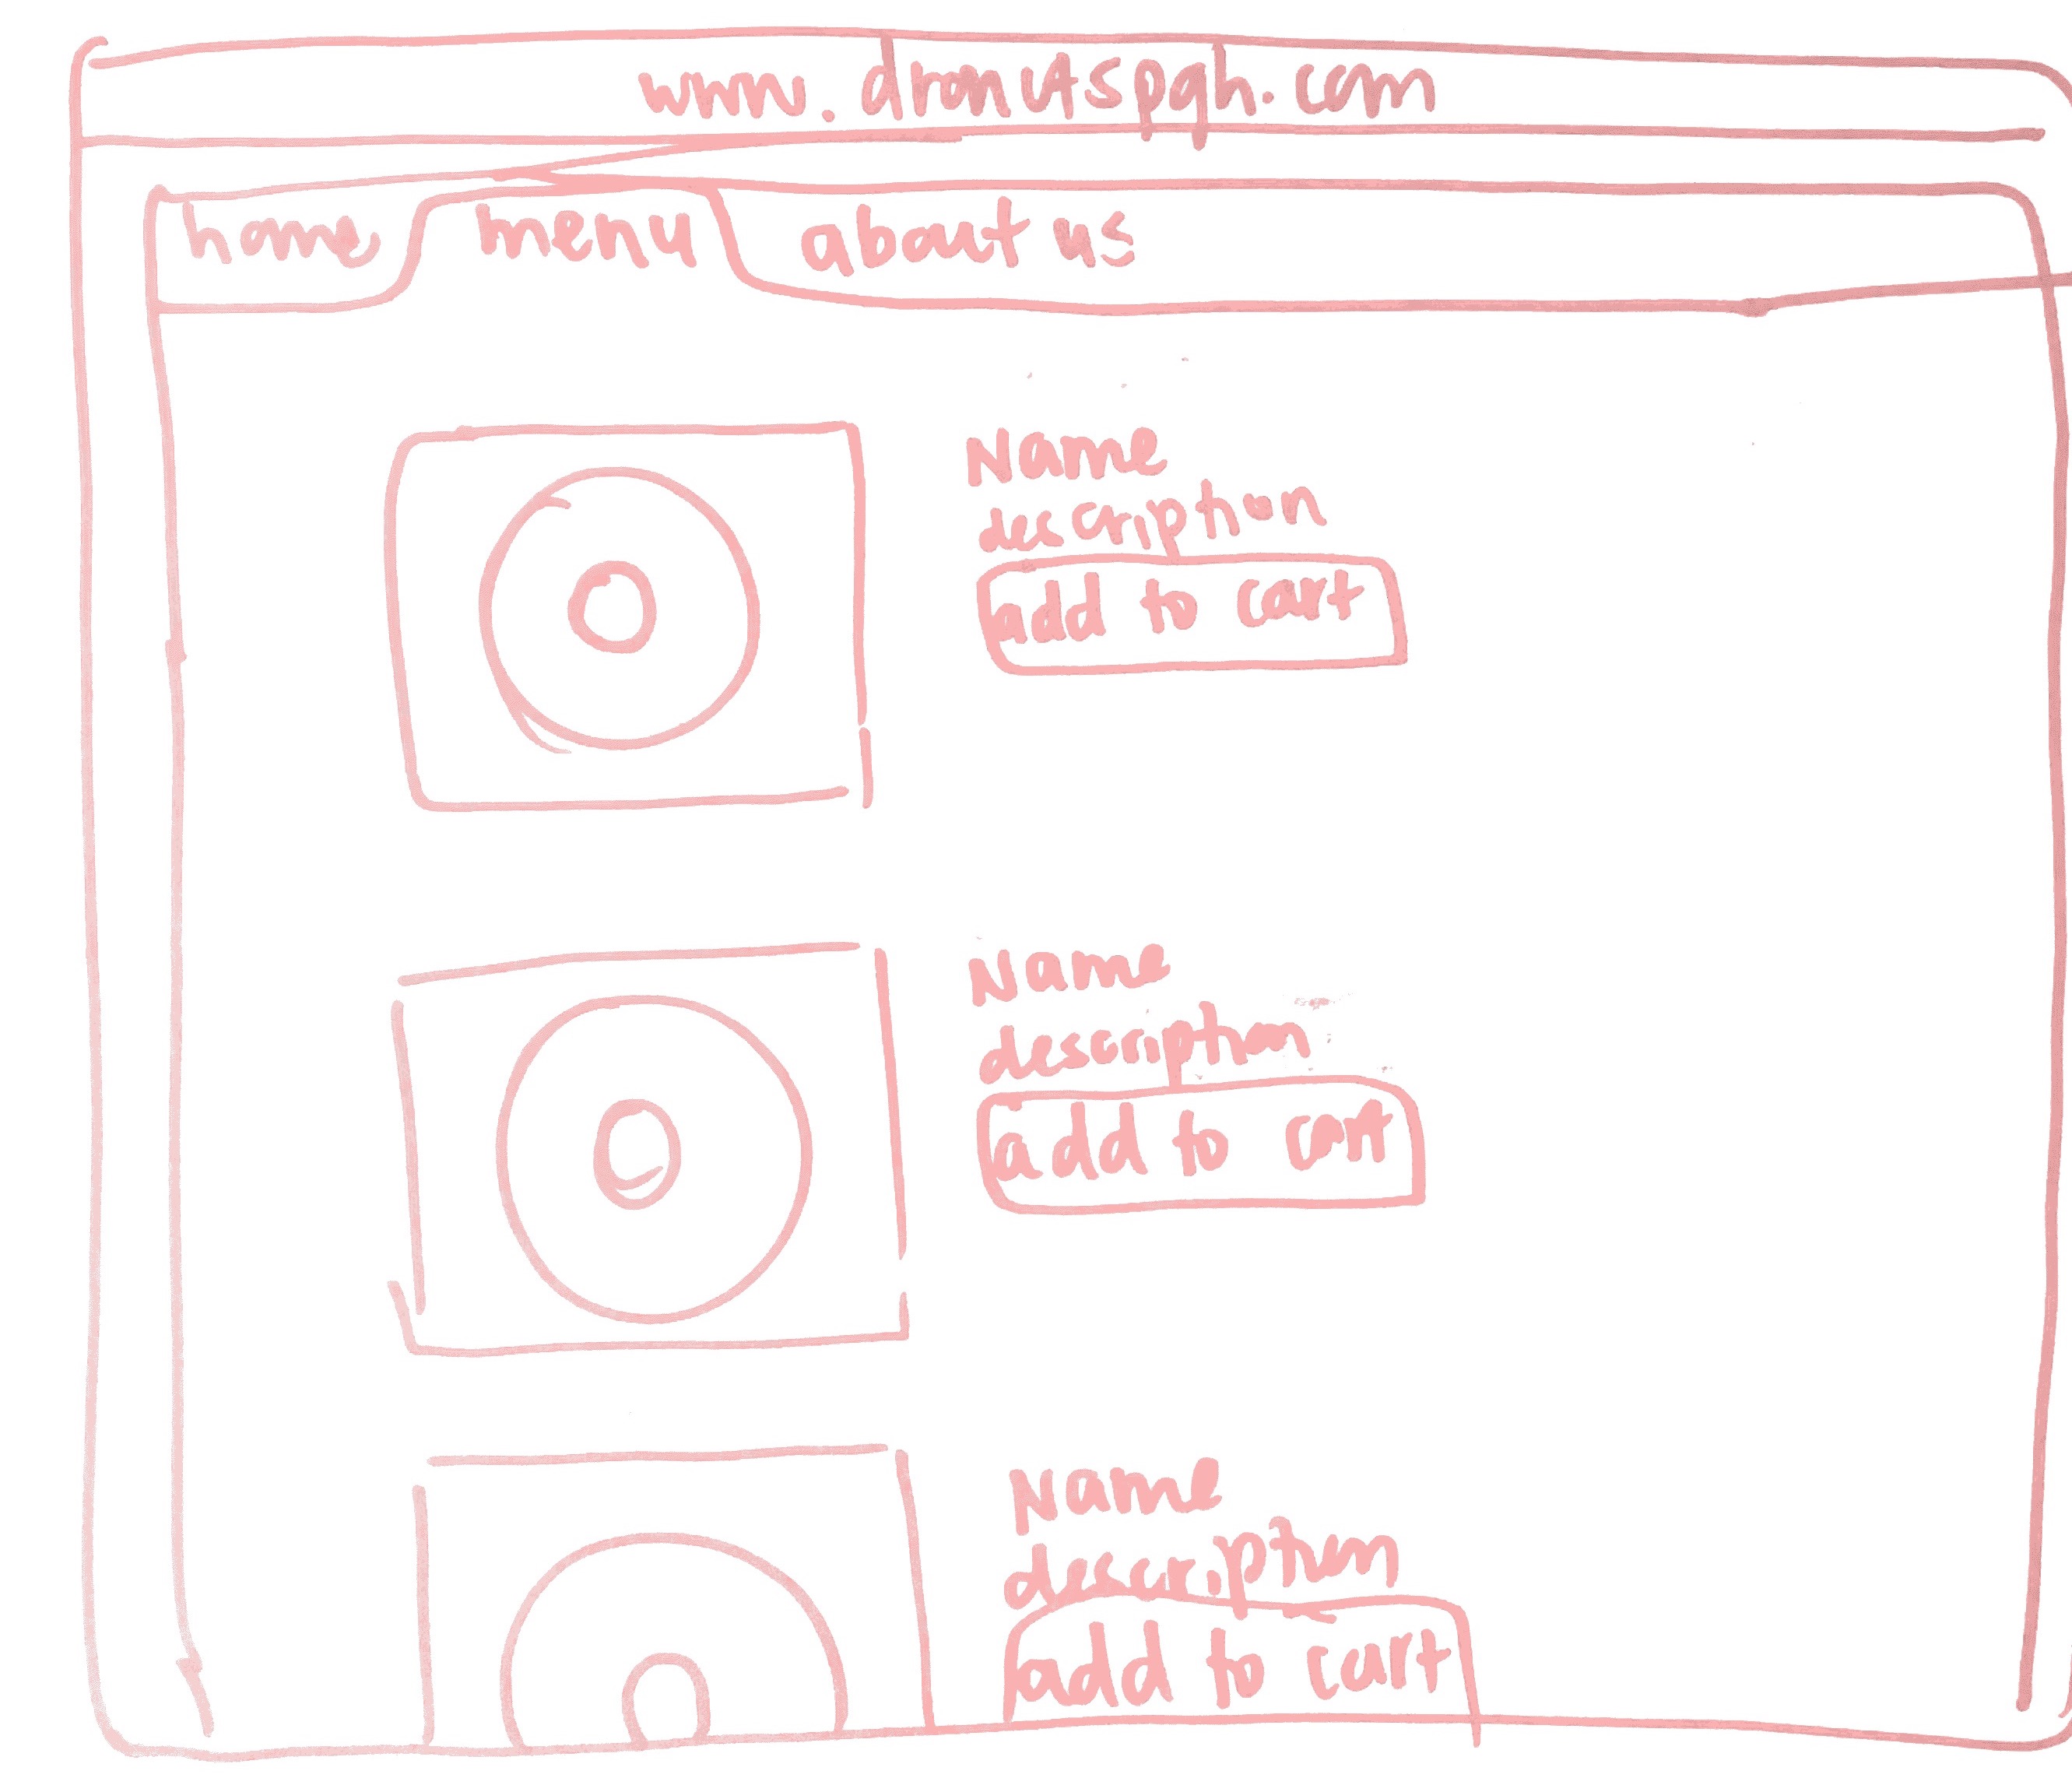 www.dronutspgh.com
home menu about us
Name
description
add to cart
Name
description
add to cart
Name
description
add to cart